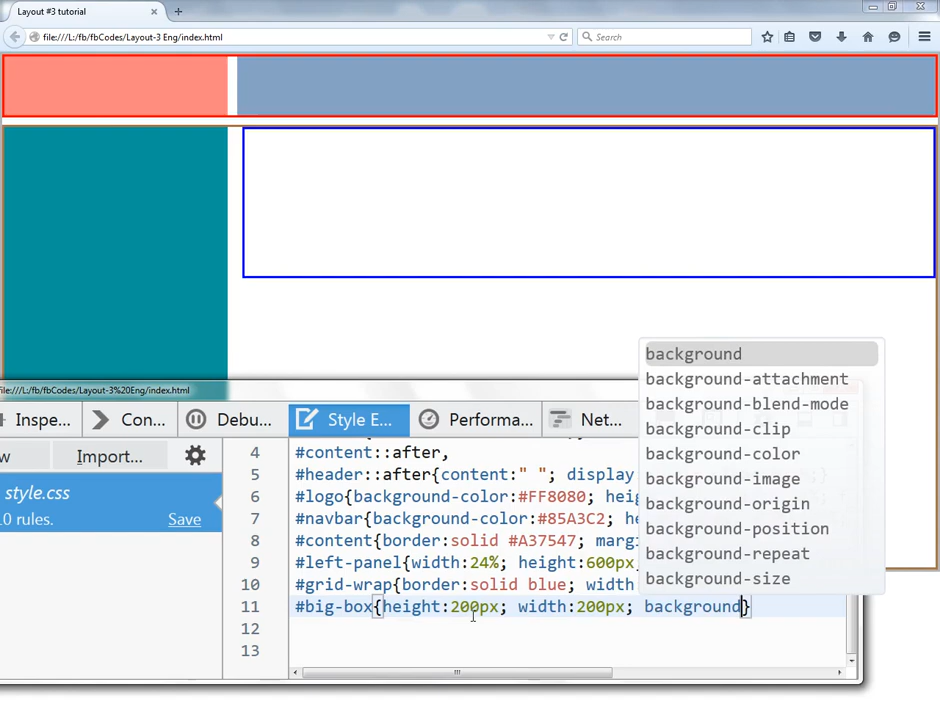 Layout #3 tutorial
file:///L:/fb/fbCodes/Layout-3 Eng/index.html
Search
file:///L:/fb/fbCodes/Layout-3%20Eng/index.html
Inspe...
Con...
Debu...
Style E...
Performa...
Net...
w
Import...
style.css
0 rules.
Save
4 #content::after,
5 #header::after{content:" "; display
6 #logo{background-color:#FF8080; heig
7 #navbar{background-color:#85A3C2; he
8 #content{border:solid #A37547; marg
9 #left-panel{width:24%; height:600px
10 #grid-wrap{border:solid blue; width
11 #big-box{height:200px; width:200px; background}
12
13
background
background-attachment
background-blend-mode
background-clip
background-color
background-image
background-origin
background-position
background-repeat
background-size